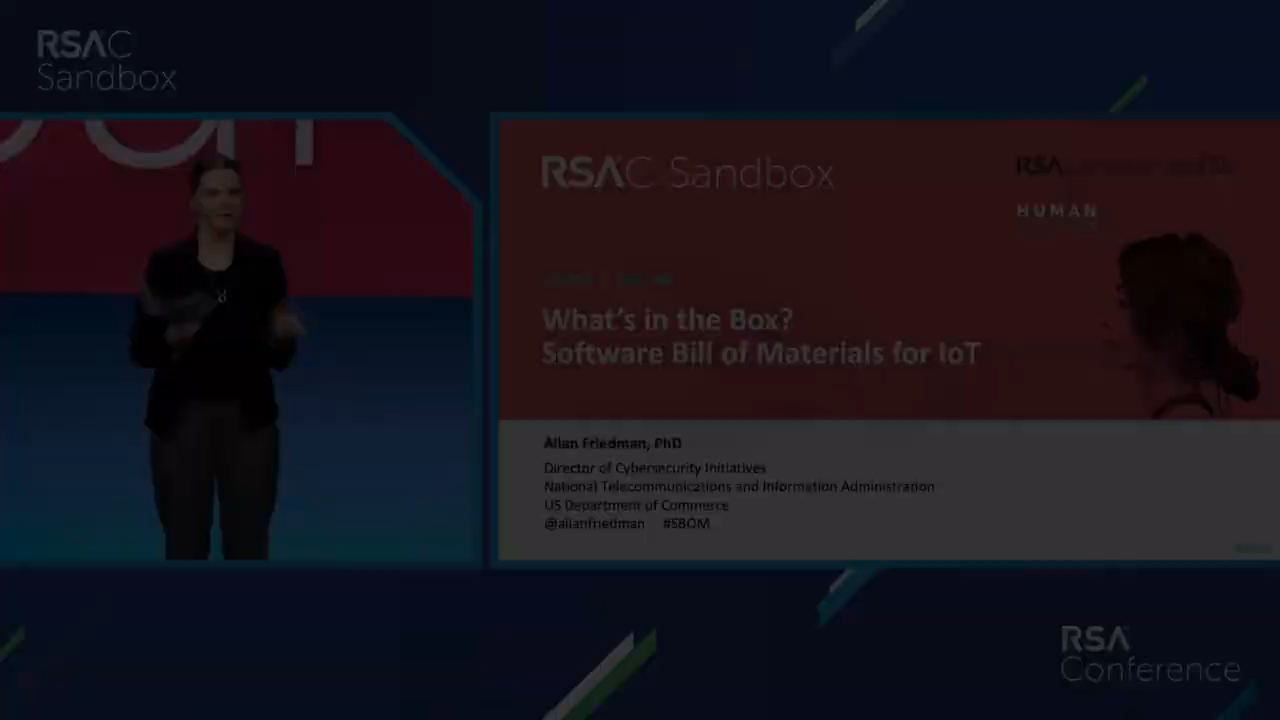 RSAC
Sandbox
RSAC Sandbox
RSA
HUMAN
What's in the Box?
Software Bill of Materials for IoT
Allan Friedman, PhD
Director of Cybersecurity Initiatives
National Telecommunications and Information Administration
US Department of Commerce
@allanfriedman #SBOM
RSA
Conference